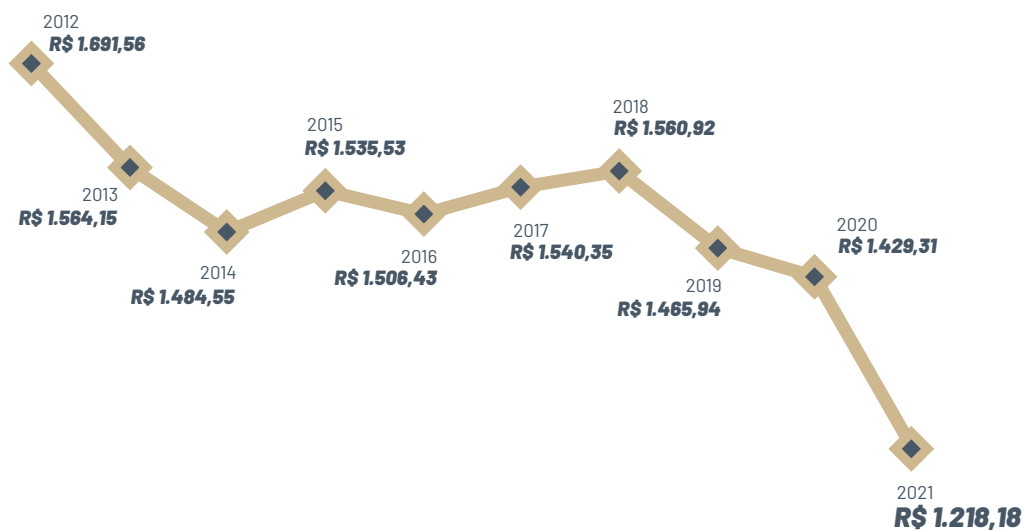 2012
R$ 1.691,56
2013
R$ 1.564,15
2014
R$ 1.484,55
2015
R$ 1.535,53
2016
R$ 1.506,43
2017
R$ 1.540,35
2018
R$ 1.560,92
2019
R$ 1.465,94
2020
R$ 1.429,31
2021
R$ 1.218,18